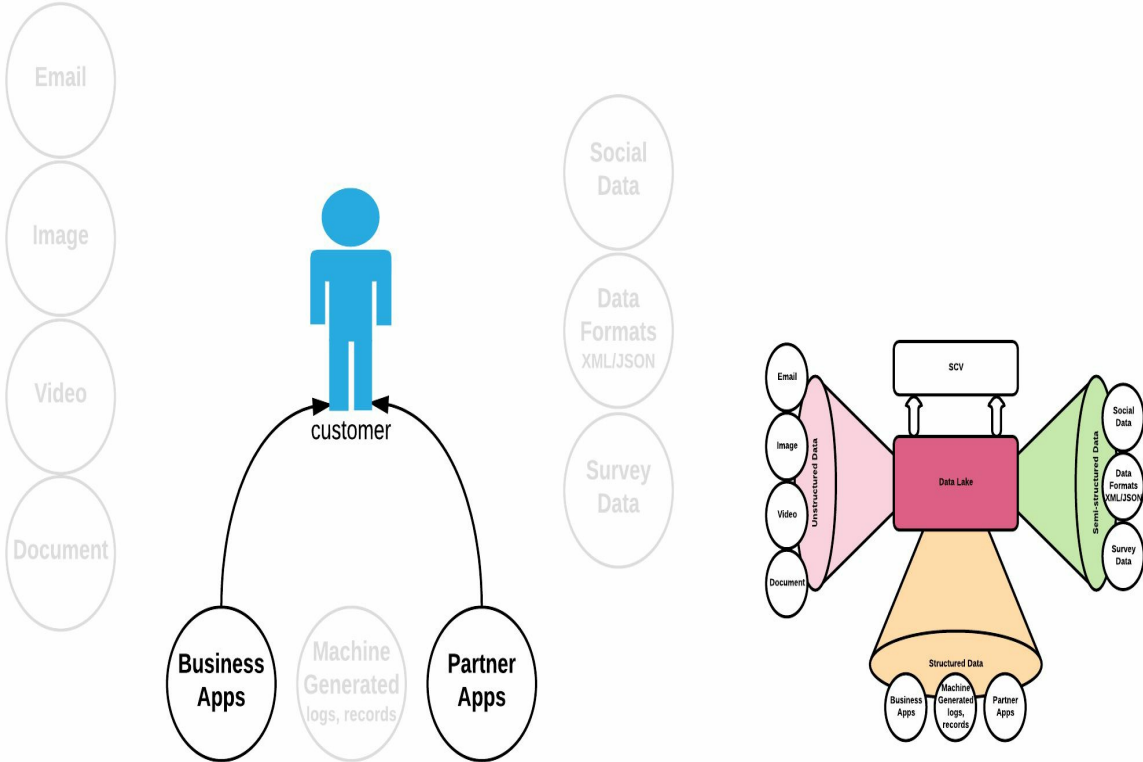 Email
Image
Video
Document
customer
Business
Apps
Machine
Generated
logs, records
Partner
Apps
Social
Data
Data
Formats
XML/JSON
Survey
Data
SCV
Data Lake
Email
Image
Video
Document
Unstructured Data
Semi-structured Data
Social
Data
Data
Formats
XML/JSON
Survey
Data
Structured Data
Business
Apps
Machine
Generated
logs,
records
Partner
Apps